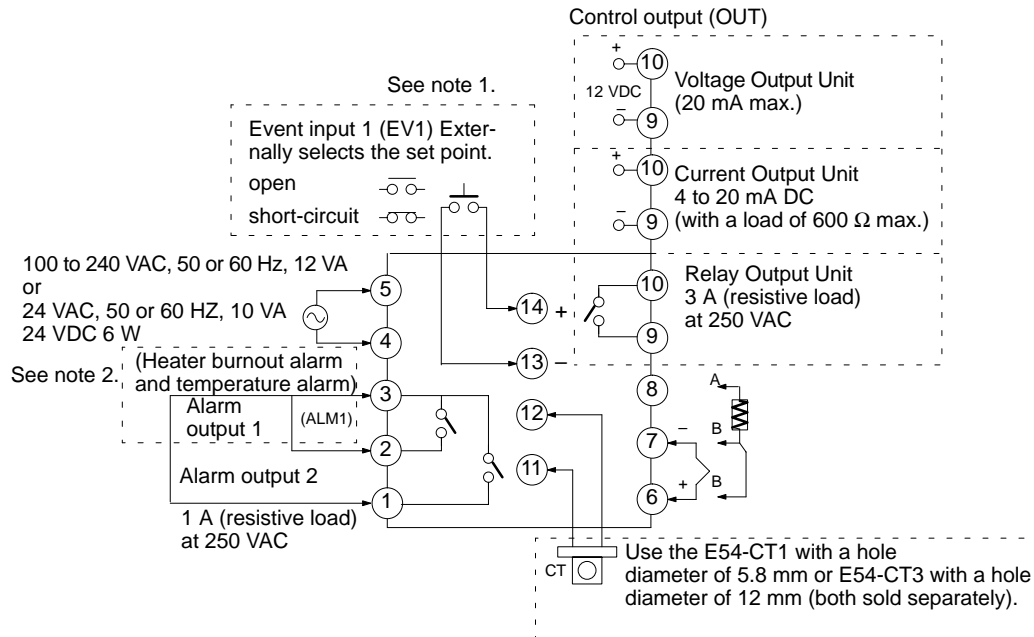 Control output (OUT)
+
10
12 VDC
−
9
Voltage Output Unit
(20 mA max.)
See note 1.
Event input 1 (EV1) Exter-
nally selects the set point.
open
short-circuit
+
10
−
9
Current Output Unit
4 to 20 mA DC
(with a load of 600 Ω max.)
100 to 240 VAC, 50 or 60 Hz, 12 VA
or
24 VAC, 50 or 60 HZ, 10 VA
24 VDC 6 W
5
4
14 +
13 −
10
9
Relay Output Unit
3 A (resistive load)
at 250 VAC
See note 2.
(Heater burnout alarm
and temperature alarm)
Alarm
output 1
(ALM1)
3
2
Alarm output 2
1
1 A (resistive load)
at 250 VAC
12
11
8
7
6
−
+
A
B
B
CT
Use the E54-CT1 with a hole
diameter of 5.8 mm or E54-CT3 with a hole
diameter of 12 mm (both sold separately).